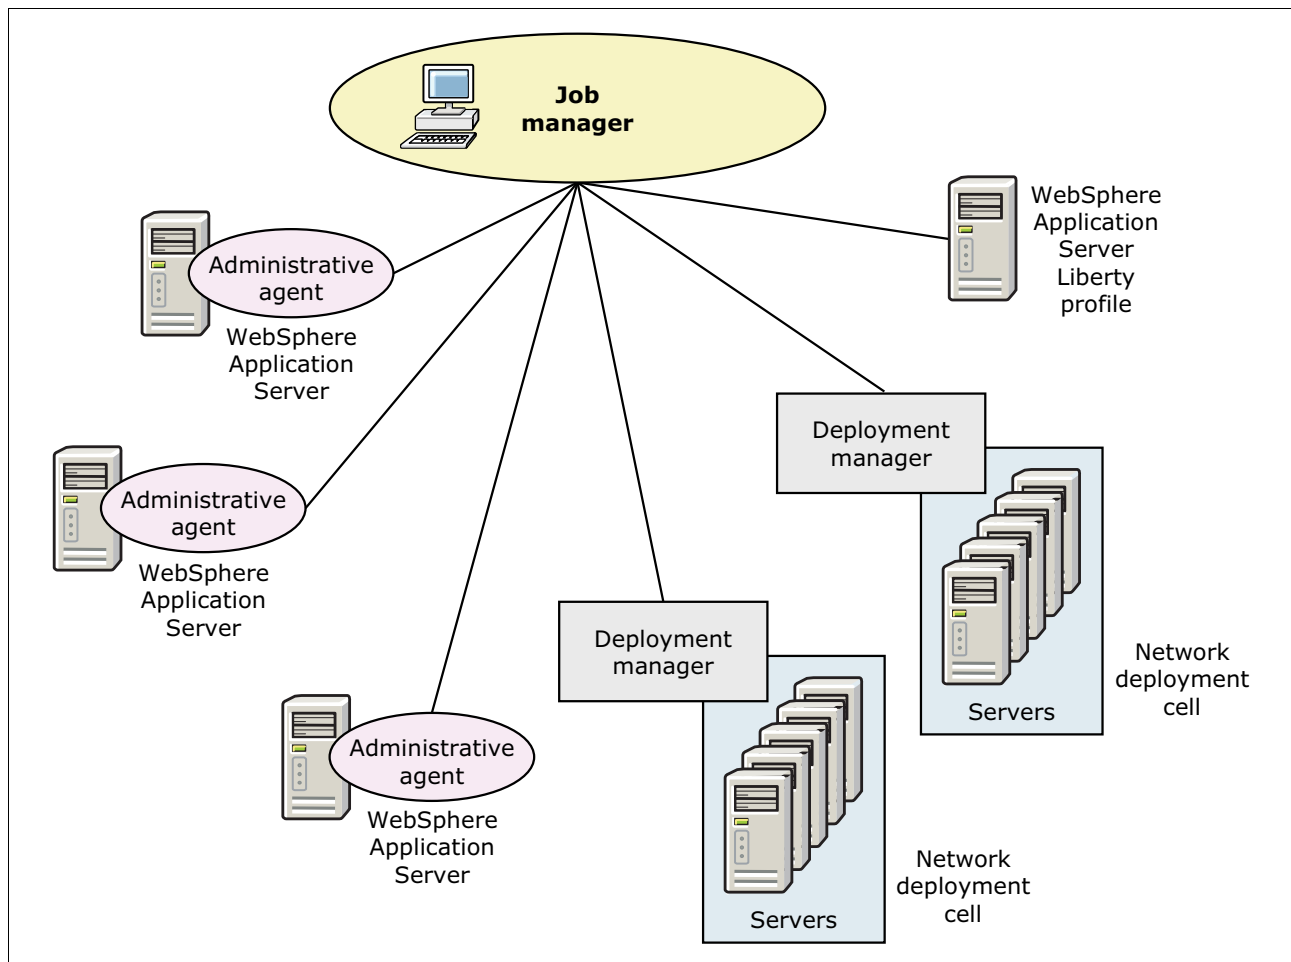 Job
manager
WebSphere
Application
Server
Liberty
profile
Administrative
agent
WebSphere
Application
Server
Deployment
manager
Administrative
agent
WebSphere
Application
Server
Deployment
manager
Network
deployment
cell
Servers
Administrative
agent
WebSphere
Application
Server
Network
deployment
cell
Servers